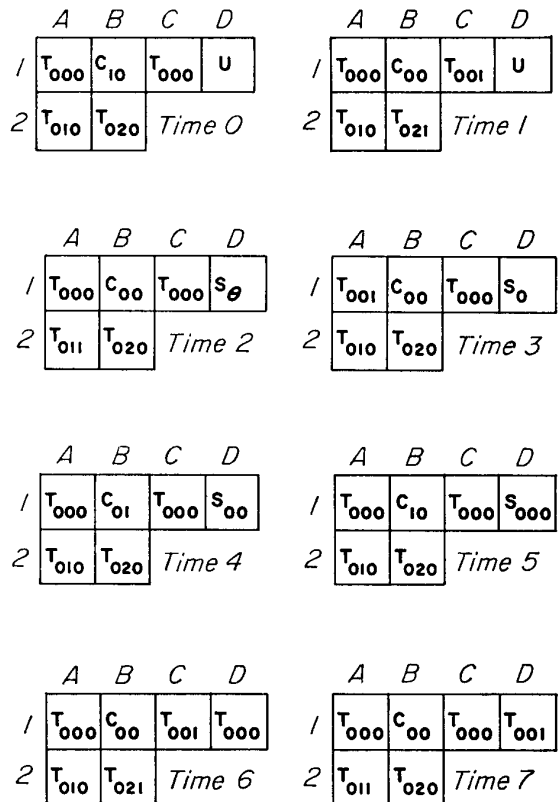 A B C D A B C D
1 T000 C10 T000 U 1 T000 C00 T001 U
2 T010 T020 Time 0 2 T010 T021 Time 1
A B C D A B C D
1 T000 C00 T000 Sθ 1 T001 C00 T000 S0
2 T011 T020 Time 2 2 T010 T020 Time 3
A B C D A B C D
1 T000 C01 T000 S00 1 T000 C10 T000 S000
2 T010 T020 Time 4 2 T010 T020 Time 5
A B C D A B C D
1 T000 C00 T001 T000 1 T000 C00 T000 T001
2 T010 T021 Time 6 2 T011 T020 Time 7